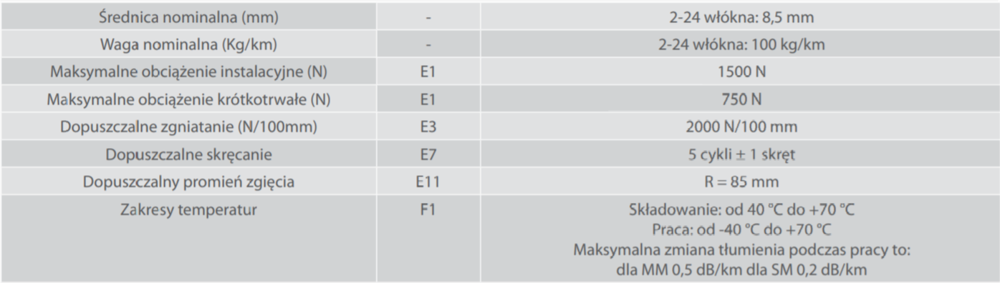 Średnica nominalna (mm) - 2-24 włókna: 8,5 mm
Waga nominalna (Kg/km) - 2-24 włókna: 100 kg/km
Maksymalne obciążenie instalacyjne (N) E1 1500 N
Maksymalne obciążenie krótkotrwałe (N) E1 750 N
Dopuszczalne zgniatanie (N/100mm) E3 2000 N/100 mm
Dopuszczalne skręcanie E7 5 cykli ± 1 skręt
Dopuszczalny promień zgięcia E11 R = 85 mm
Zakresy temperatur F1 Składowanie: od 40 °C do +70 °C
Praca: od -40 °C do +70 °C
Maksymalna zmiana tłumienia podczas pracy to:
dla MM 0,5 dB/km dla SM 0,2 dB/km